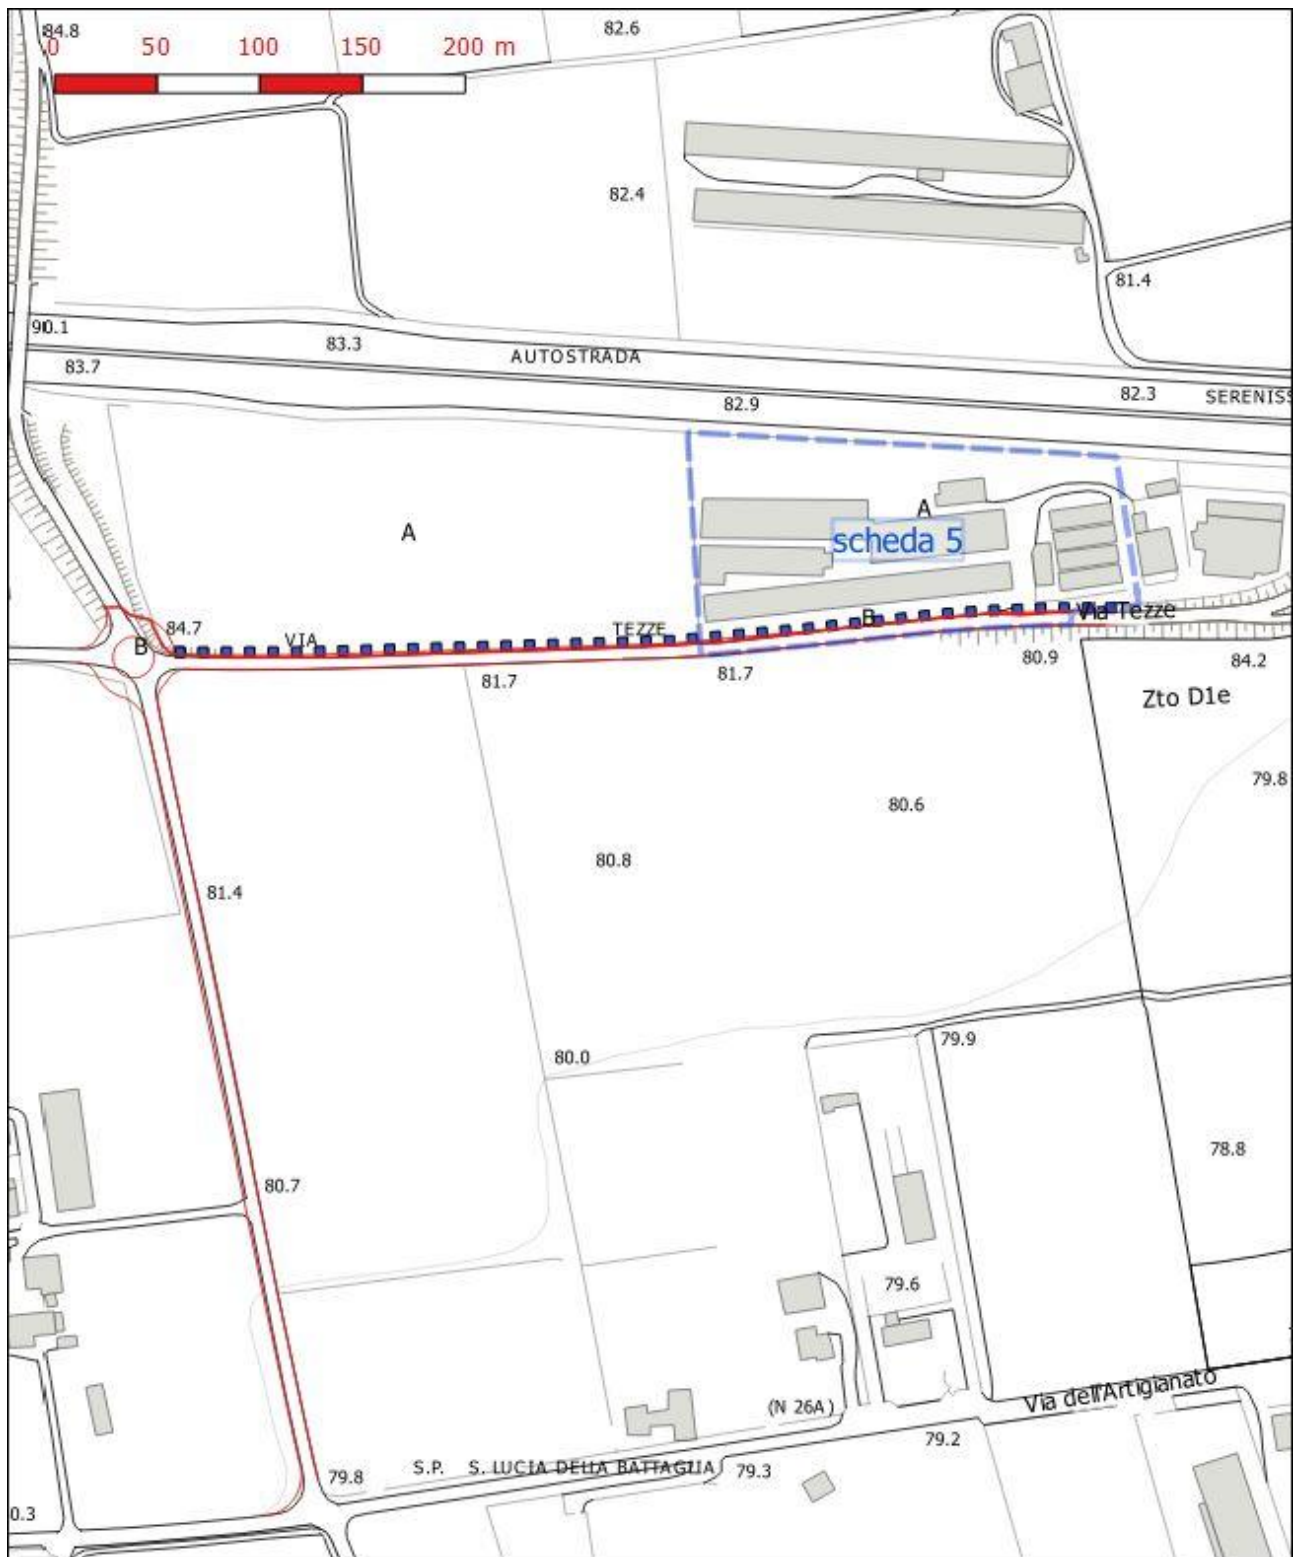 84.8
82.6
0 50 100 150 200 m
82.4
81.4
90.1
83.3
AUTOSTRADA
83.7
82.3
SERENISS
82.9
A
A
scheda 5
B
Via Tezze
84.7
TEZZE
VIA
B
80.9
84.2
81.7
81.7
Zto D1e
79.8
80.6
80.8
81.4
79.9
80.0
78.8
80.7
79.6
Via dell'Artigianato
(N 26A)
79.2
S.P. S. LUCIA DELLA BATTAGLIA
79.3
79.8
0.3